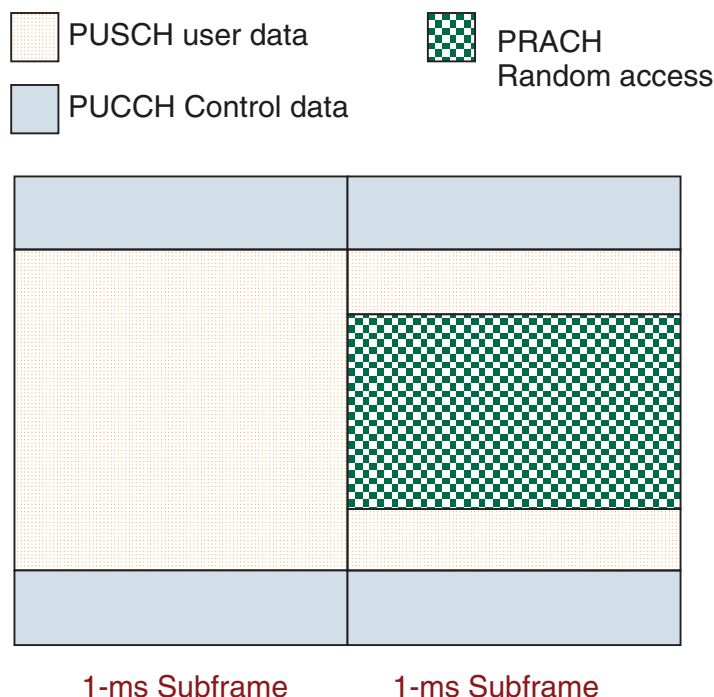 PUSCH user data
PUCCH Control data
PRACH
Random access
1-ms Subframe
1-ms Subframe